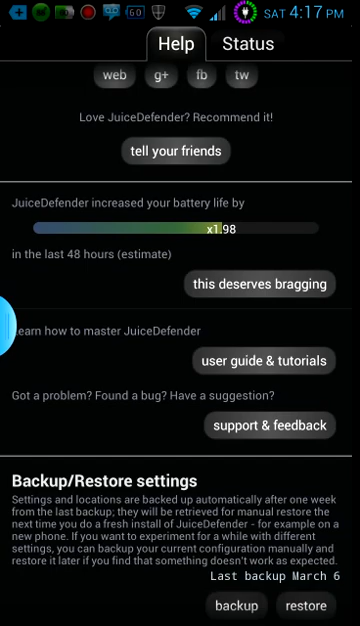 60 SAT 4:17 PM
Help Status
web g+ fb tw
Love JuiceDefender? Recommend it!
tell your friends
JuiceDefender increased your battery life by
x1.98
in the last 48 hours (estimate)
this deserves bragging
earn how to master JuiceDefender
user guide & tutorials
Got a problem? Found a bug? Have a suggestion?
support & feedback
Backup/Restore settings
Settings and locations are backed up automatically after one week
from the last backup; they will be retrieved for manual restore the
next time you do a fresh install of JuiceDefender - for example on a
new phone. If you want to experiment for a while with different
settings, you can backup your current configuration manually and
restore it later if you find that something doesn't work as expected.
Last backup March 6
backup restore